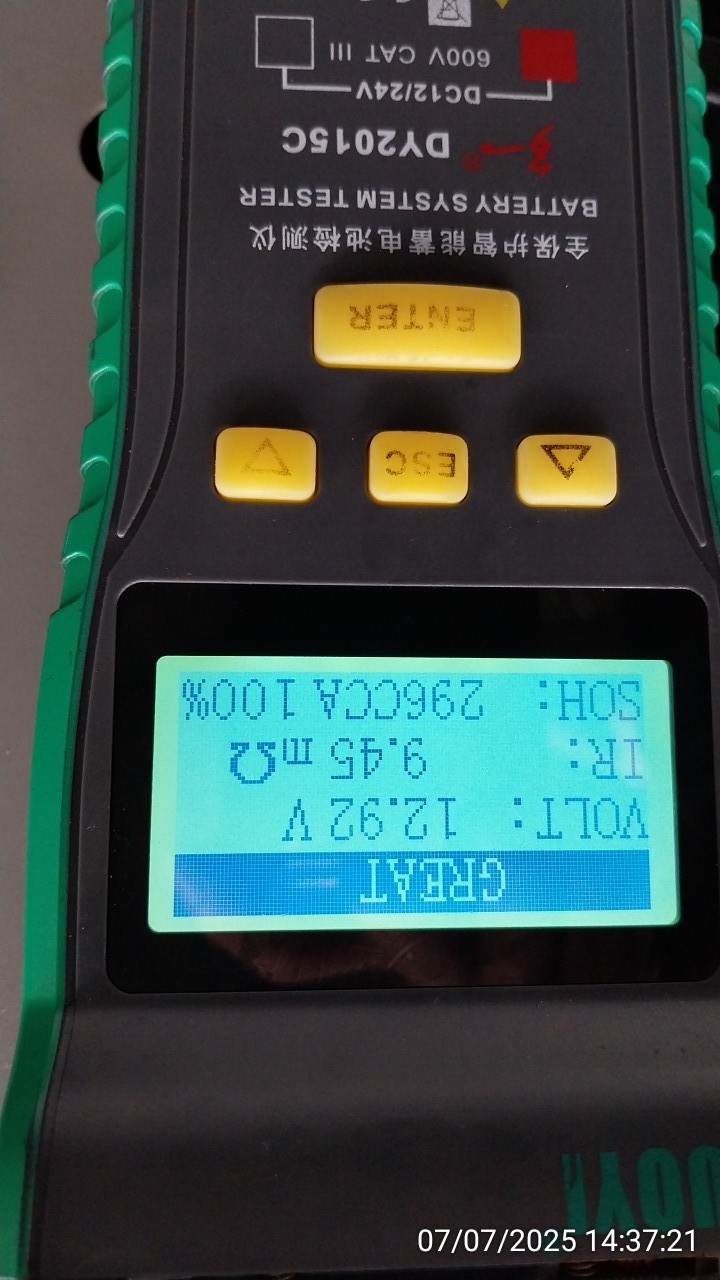 GREAT
VOLT: 12.92 V
IR: 9.45 mΩ
SOH: 296CCA 100%
ESC
ENTER
全保护智能蓄电池检测仪
BATTERY SYSTEM TESTER
DY2015C
DC12/24V
600V CAT III
07/07/2025 14:37:21